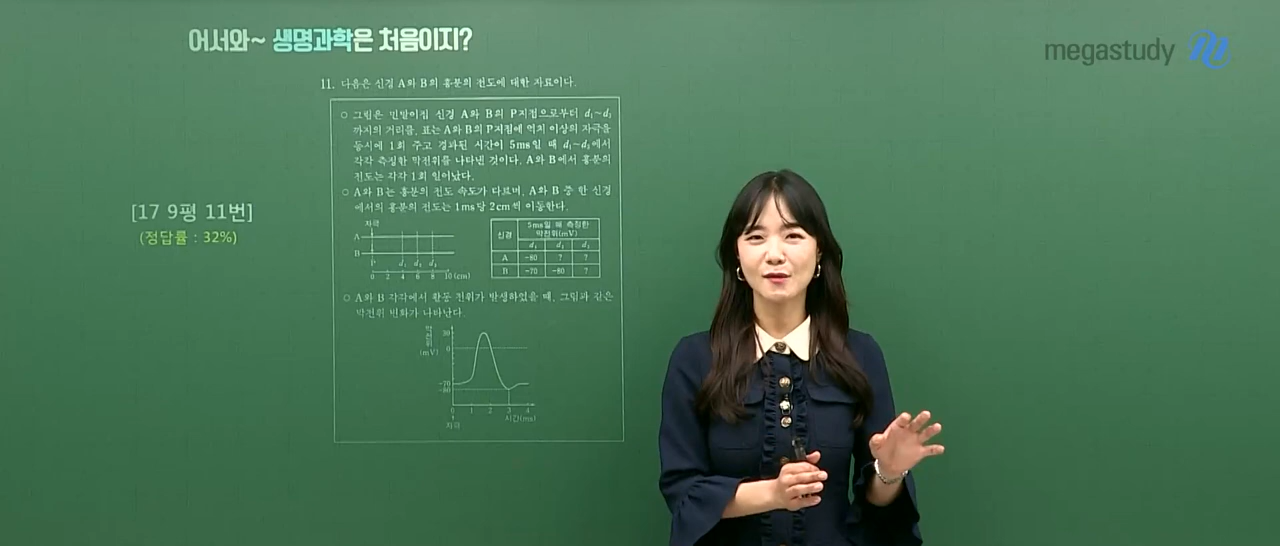 어서와~ 생명과학은 처음이지?
megastudy
[17 9평 11번]
(정답률 : 32%)
11. 다음은 신경 A와 B의 흥분의 전도에 대한 자료이다.
○ 그림은 민말이집 신경 A와 B의 P지점으로부터 d₁~d₃
까지의 거리를, 표는 A와 B의 P지점에 역치 이상의 자극을
동시에 1회 주고 경과된 시간이 5ms일 때 d₁~d₃에서
각각 측정한 막전위를 나타낸 것이다. A와 B에서 흥분의
전도는 각각 1회 일어났다.
○ A와 B는 흥분의 전도 속도가 다르며, A와 B 중 한 신경
에서의 흥분의 전도는 1ms당 2cm씩 이동한다.
자극
A
B
P d₁ d₂ d₃
0 2 4 6 8 10(cm)
신경 5ms일 때 측정한
막전위(mV)
d₁ d₂ d₃
A -80 ? ?
B -70 -80 ?
○ A와 B 각각에서 활동 전위가 발생하였을 때, 그림과 같은
막전위 변화가 나타난다.
막전위
(mV)
30
0
-70
-80
0 1 2 3 4
자극 시간(ms)